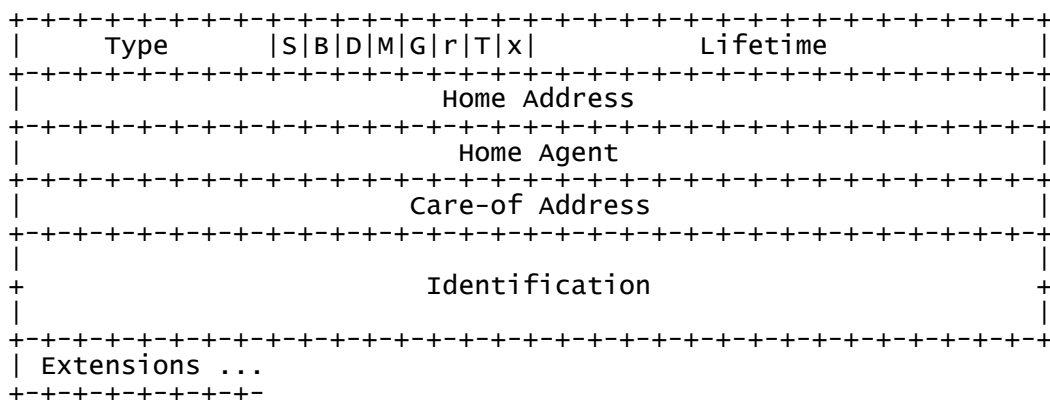 +-+-+-+-+-+-+-+-+-+-+-+-+-+-+-+-+-+-+-+-+-+-+-+-+-+-+-+-+-+-+-+-+
|     Type      |S|B|D|M|G|r|T|x|          Lifetime             |
+-+-+-+-+-+-+-+-+-+-+-+-+-+-+-+-+-+-+-+-+-+-+-+-+-+-+-+-+-+-+-+-+
|                          Home Address                         |
+-+-+-+-+-+-+-+-+-+-+-+-+-+-+-+-+-+-+-+-+-+-+-+-+-+-+-+-+-+-+-+-+
|                           Home Agent                          |
+-+-+-+-+-+-+-+-+-+-+-+-+-+-+-+-+-+-+-+-+-+-+-+-+-+-+-+-+-+-+-+-+
|                        Care-of Address                        |
+-+-+-+-+-+-+-+-+-+-+-+-+-+-+-+-+-+-+-+-+-+-+-+-+-+-+-+-+-+-+-+-+
|                                                               |
+                         Identification                        +
|                                                               |
+-+-+-+-+-+-+-+-+-+-+-+-+-+-+-+-+-+-+-+-+-+-+-+-+-+-+-+-+-+-+-+-+
| Extensions ...
+-+-+-+-+-+-+-+-